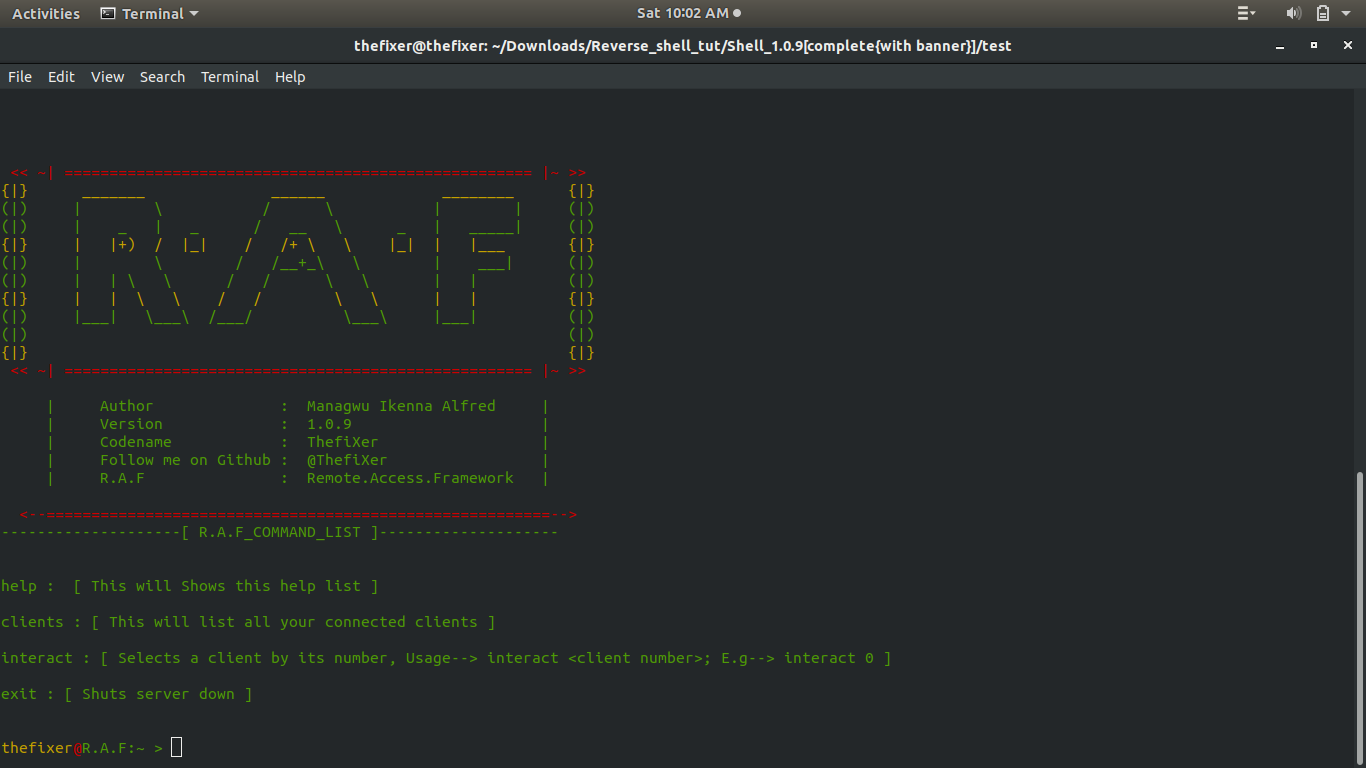 Activities Terminal Sat 10:02 AM
thefixer@thefixer: ~/Downloads/Reverse_shell_tut/Shell_1.0.9[complete{with banner}]/test
File Edit View Search Terminal Help
<< ~| ==================================================== |~ >>
R.A.F
<< ~| ==================================================== |~ >>
| Author : Managwu Ikenna Alfred |
| Version : 1.0.9 |
| Codename : ThefiXer |
| Follow me on Github : @ThefiXer |
| R.A.F : Remote.Access.Framework |
<--========================================================-->
--------------------[ R.A.F_COMMAND_LIST ]--------------------
help :  [ This will Shows this help list ]
clients : [ This will list all your connected clients ]
interact : [ Selects a client by its number, Usage--> interact <client number>; E.g--> interact 0 ]
exit : [ Shuts server down ]
thefixer@R.A.F:~ >